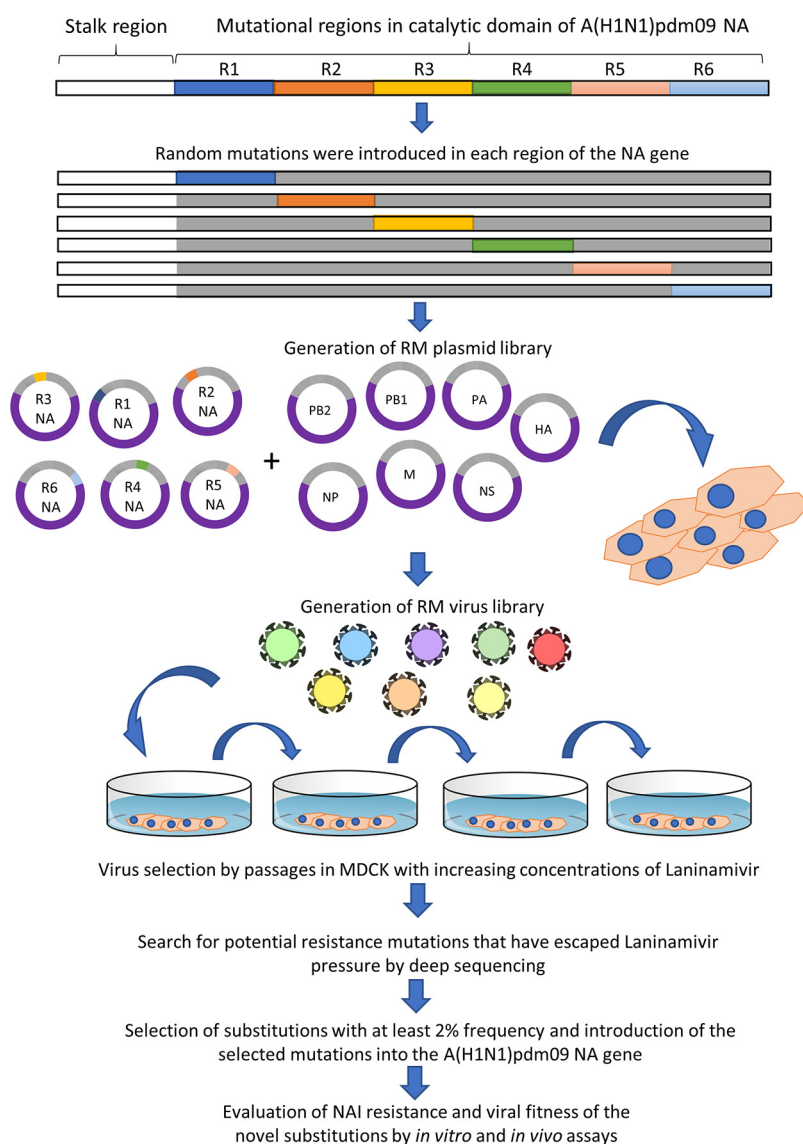 Stalk region
Mutational regions in catalytic domain of A(H1N1)pdm09 NA
R1 R2 R3 R4 R5 R6
Random mutations were introduced in each region of the NA gene
Generation of RM plasmid library
R3 NA
R1 NA
R2 NA
R6 NA
R4 NA
R5 NA
+
PB2
PB1
PA
HA
NP
M
NS
Generation of RM virus library
Virus selection by passages in MDCK with increasing concentrations of Laninamivir
Search for potential resistance mutations that have escaped Laninamivir
pressure by deep sequencing
Selection of substitutions with at least 2% frequency and introduction of the
selected mutations into the A(H1N1)pdm09 NA gene
Evaluation of NAI resistance and viral fitness of the
novel substitutions by in vitro and in vivo assays